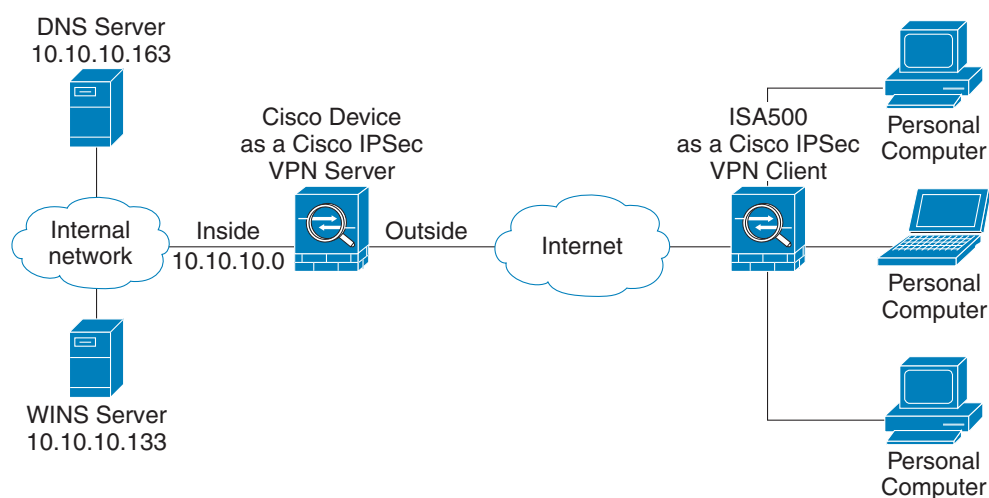 DNS Server
10.10.10.163
Cisco Device
as a Cisco IPSec
VPN Server
ISA500
as a Cisco IPSec
VPN Client
Personal
Computer
Internal
network
Inside
10.10.10.0
Outside
Internet
Personal
Computer
WINS Server
10.10.10.133
Personal
Computer